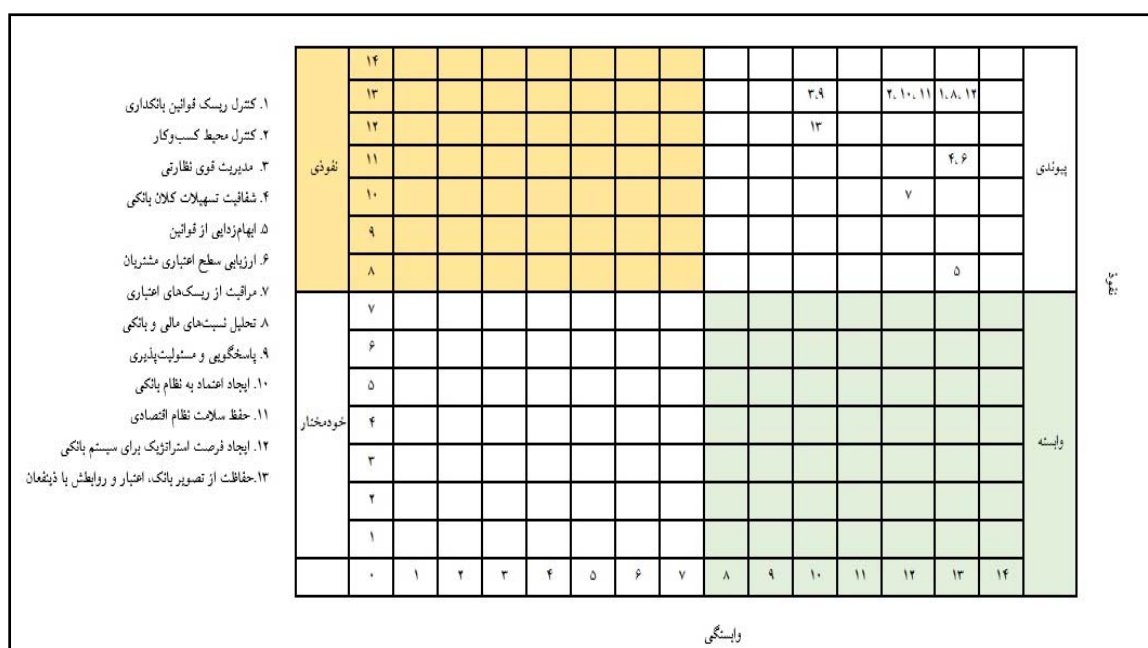 ۱. کنترل ریسک قوانین بانکداری
۲. کنترل محیط کسب‌وکار
۳. مدیریت قوی نظارتی
۴. شفافیت تسهیلات کلان بانکی
۵. ابهام‌زدایی از قوانین
۶. ارزیابی سطح اعتباری مشتریان
۷. مراقبت از ریسک‌های اعتباری
۸. تحلیل نسبت‌های مالی و بانکی
۹. پاسخگویی و مسئولیت‌پذیری
۱۰. ایجاد اعتماد به نظام بانکی
۱۱. حفظ سلامت نظام اقتصادی
۱۲. ایجاد فرصت استراتژیک برای سیستم بانکی
۱۳. حفاظت از تصویر بانک، اعتبار و روابطش با ذینفعان
نفوذی
۱۴
۱۳ ۳،۹ ۲،۱۰،۱۱ ۱،۸،۱۲
۱۲ ۱۳
۱۱ ۴،۶
۱۰ ۷
۹
۸ ۵
پیوندی
نفوذ
خودمختار
۷
۶
۵
۴
۳
۲
۱
وابسته
۰ ۱ ۲ ۳ ۴ ۵ ۶ ۷ ۸ ۹ ۱۰ ۱۱ ۱۲ ۱۳ ۱۴
وابستگی